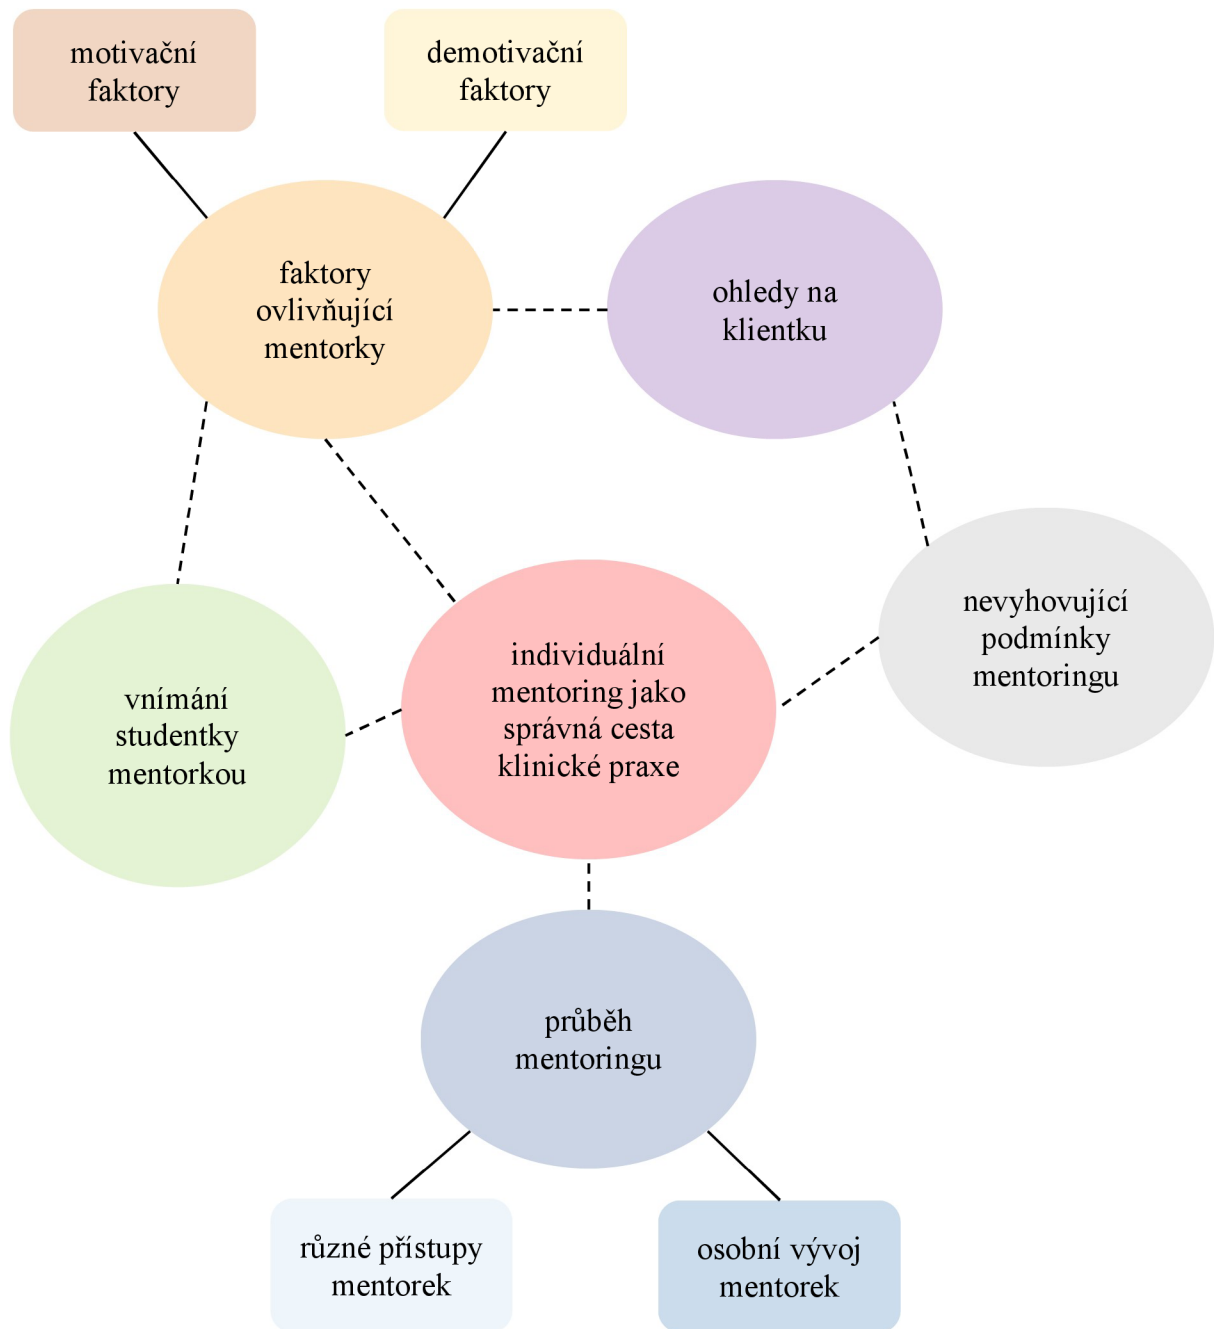 motivační
faktory
demotivační
faktory
faktory
ovlivňující
mentorky
ohledy na
klientku
nevyhovující
podmínky
mentoringu
individuální
mentoring jako
správná cesta
klinické praxe
vnímání
studentky
mentorkou
průběh
mentoringu
různé přístupy
mentorek
osobní vývoj
mentorek